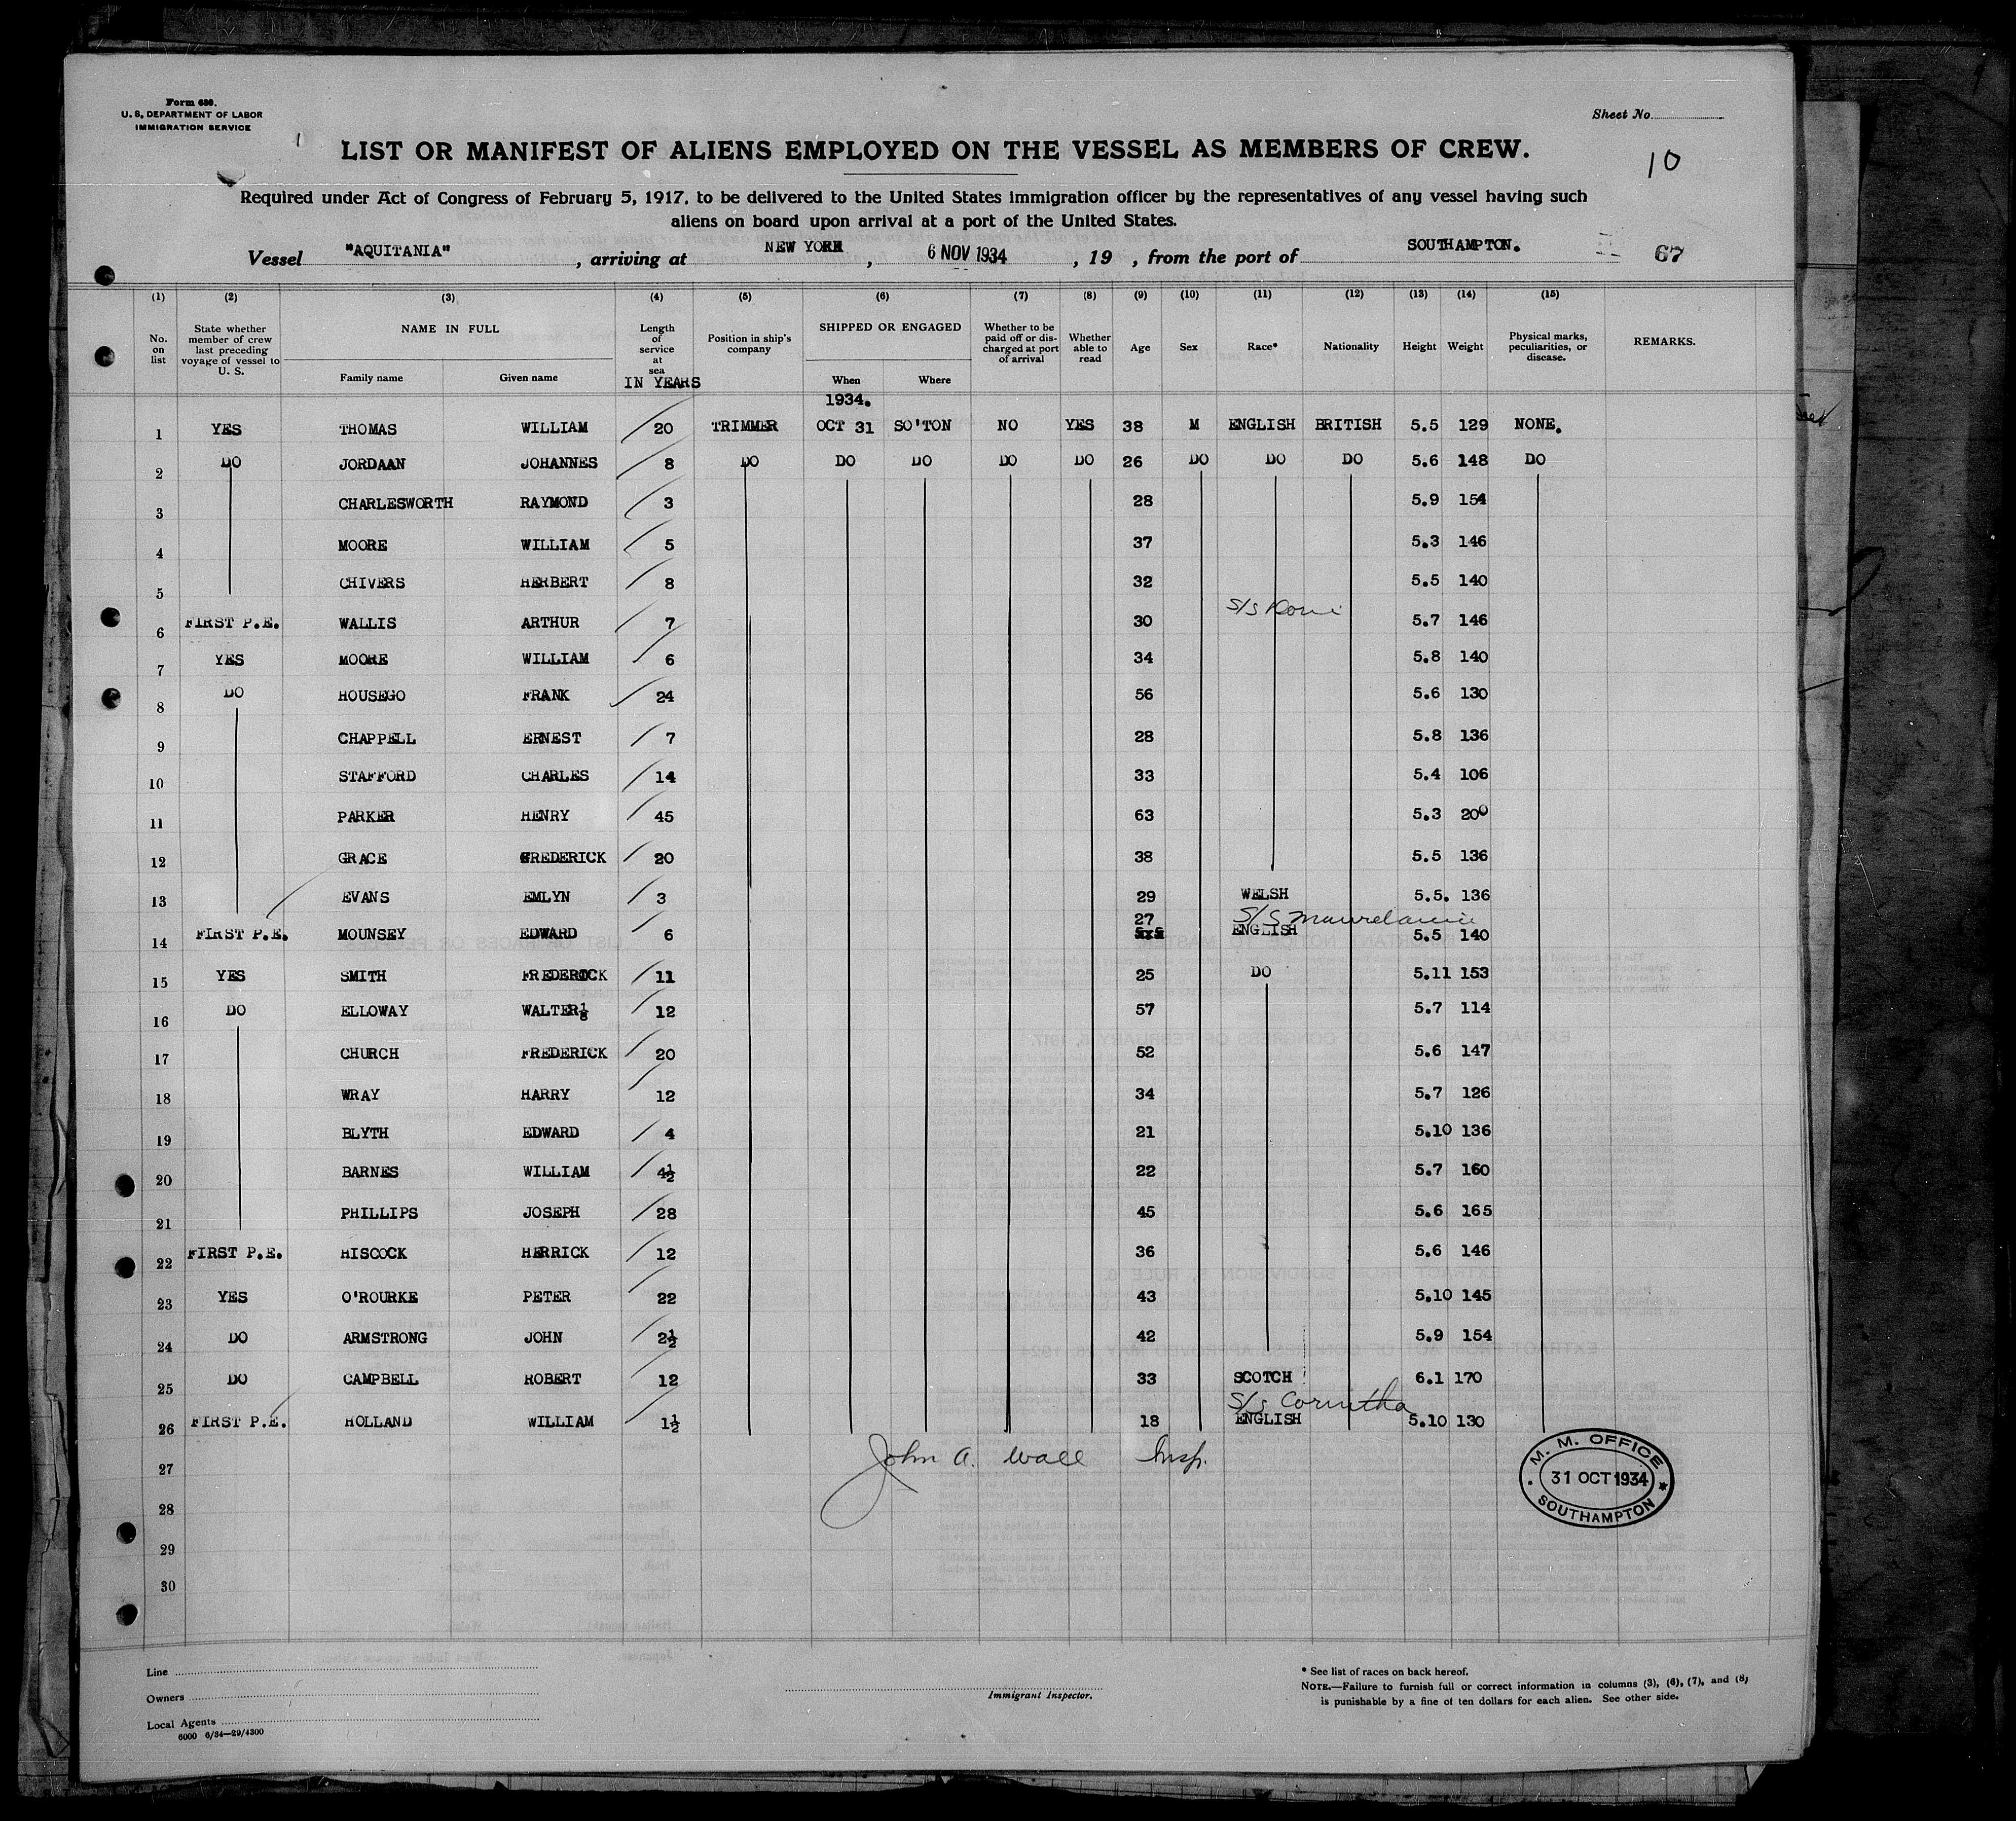 Form 680.
U. S. DEPARTMENT OF LABOR
IMMIGRATION SERVICE
Sheet No.
LIST OR MANIFEST OF ALIENS EMPLOYED ON THE VESSEL AS MEMBERS OF CREW.
10
Required under Act of Congress of February 5, 1917, to be delivered to the United States immigration officer by the representatives of any vessel having such
aliens on board upon arrival at a port of the United States.
Vessel "AQUITANIA", arriving at NEW YORK, 6 NOV 1934, 19 , from the port of SOUTHAMPTON. 67
(1) (2) (3) (4) (5) (6) (7) (8) (9) (10) (11) (12) (13) (14) (15)
No. on list
State whether member of crew last preceding voyage of vessel to U. S.
NAME IN FULL
Family name Given name
Length of service at sea
IN YEARS
Position in ship's company
SHIPPED OR ENGAGED
When Where
Whether to be paid off or discharged at port of arrival
Whether able to read
Age Sex Race* Nationality Height Weight
Physical marks, peculiarities, or disease.
REMARKS.
1934.
1 YES THOMAS WILLIAM 20 TRIMMER OCT 31 SO'TON NO YES 38 M ENGLISH BRITISH 5.5 129 NONE.
2 DO JORDAAN JOHANNES 8 DO DO DO DO DO 26 DO DO DO 5.6 148 DO
3 CHARLESWORTH RAYMOND 3 28 5.9 154
4 MOORE WILLIAM 5 37 5.3 146
5 CHIVERS HERBERT 8 32 5.5 140
S/s
6 FIRST P.E. WALLIS ARTHUR 7 30 5.7 146
7 YES MOORE WILLIAM 6 34 5.8 140
8 DO HOUSEGO FRANK 24 56 5.6 130
9 CHAPPELL ERNEST 7 28 5.8 136
10 STAFFORD CHARLES 14 33 5.4 106
11 PARKER HENRY 45 63 5.3 200
12 GRACE FREDERICK 20 38 5.5 136
13 EVANS EMLYN 3 29 WELSH 5.5. 136
27 S/S
14 FIRST P.E. MOUNSEY EDWARD 6 ENGLISH 5.5 140
15 YES SMITH FREDERICK 11 25 DO 5.11 153
16 DO ELLOWAY WALTER 12 57 5.7 114
17 CHURCH FREDERICK 20 52 5.6 147
18 WRAY HARRY 12 34 5.7 126
19 BLYTH EDWARD 4 21 5.10 136
20 BARNES WILLIAM 4½ 22 5.7 160
21 PHILLIPS JOSEPH 28 45 5.6 165
22 FIRST P.E. HISCOCK HERRICK 12 36 5.6 146
23 YES O'ROURKE PETER 22 43 5.10 145
24 DO ARMSTRONG JOHN 2½ 42 5.9 154
25 DO CAMPBELL ROBERT 12 33 SCOTCH 6.1 170
S/s Corintha
26 FIRST P.E. HOLLAND WILLIAM 1½ 18 ENGLISH 5.10 130
John A. Wall Insp.
27
28
29
30
M. M. OFFICE
31 OCT 1934
SOUTHAMPTON
Line
Owners
Local Agents
6000 6/34—29/4300
Immigrant Inspector.
* See list of races on back hereof.
NOTE.—Failure to furnish full or correct information in columns (3), (6), (7), and (8)
is punishable by a fine of ten dollars for each alien. See other side.